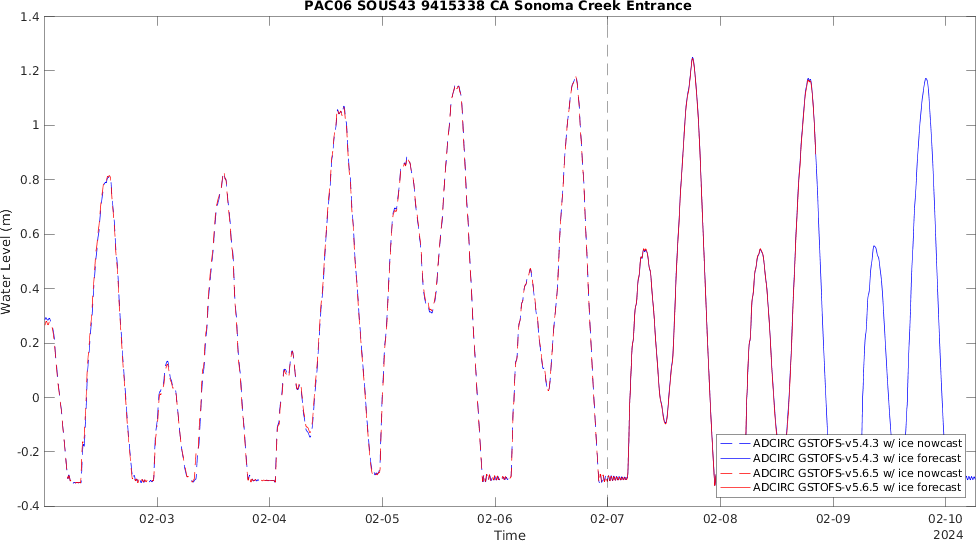 PAC06 SOUS43 9415338 CA Sonoma Creek Entrance
1.4
1.2
1
0.8
0.6
0.4
0.2
0
-0.2
-0.4
Water Level (m)
ADCIRC GSTOFS-v5.4.3 w/ ice nowcast
ADCIRC GSTOFS-v5.4.3 w/ ice forecast
ADCIRC GSTOFS-v5.6.5 w/ ice nowcast
ADCIRC GSTOFS-v5.6.5 w/ ice forecast
02-03 02-04 02-05 02-06 02-07 02-08 02-09 02-10
2024
Time